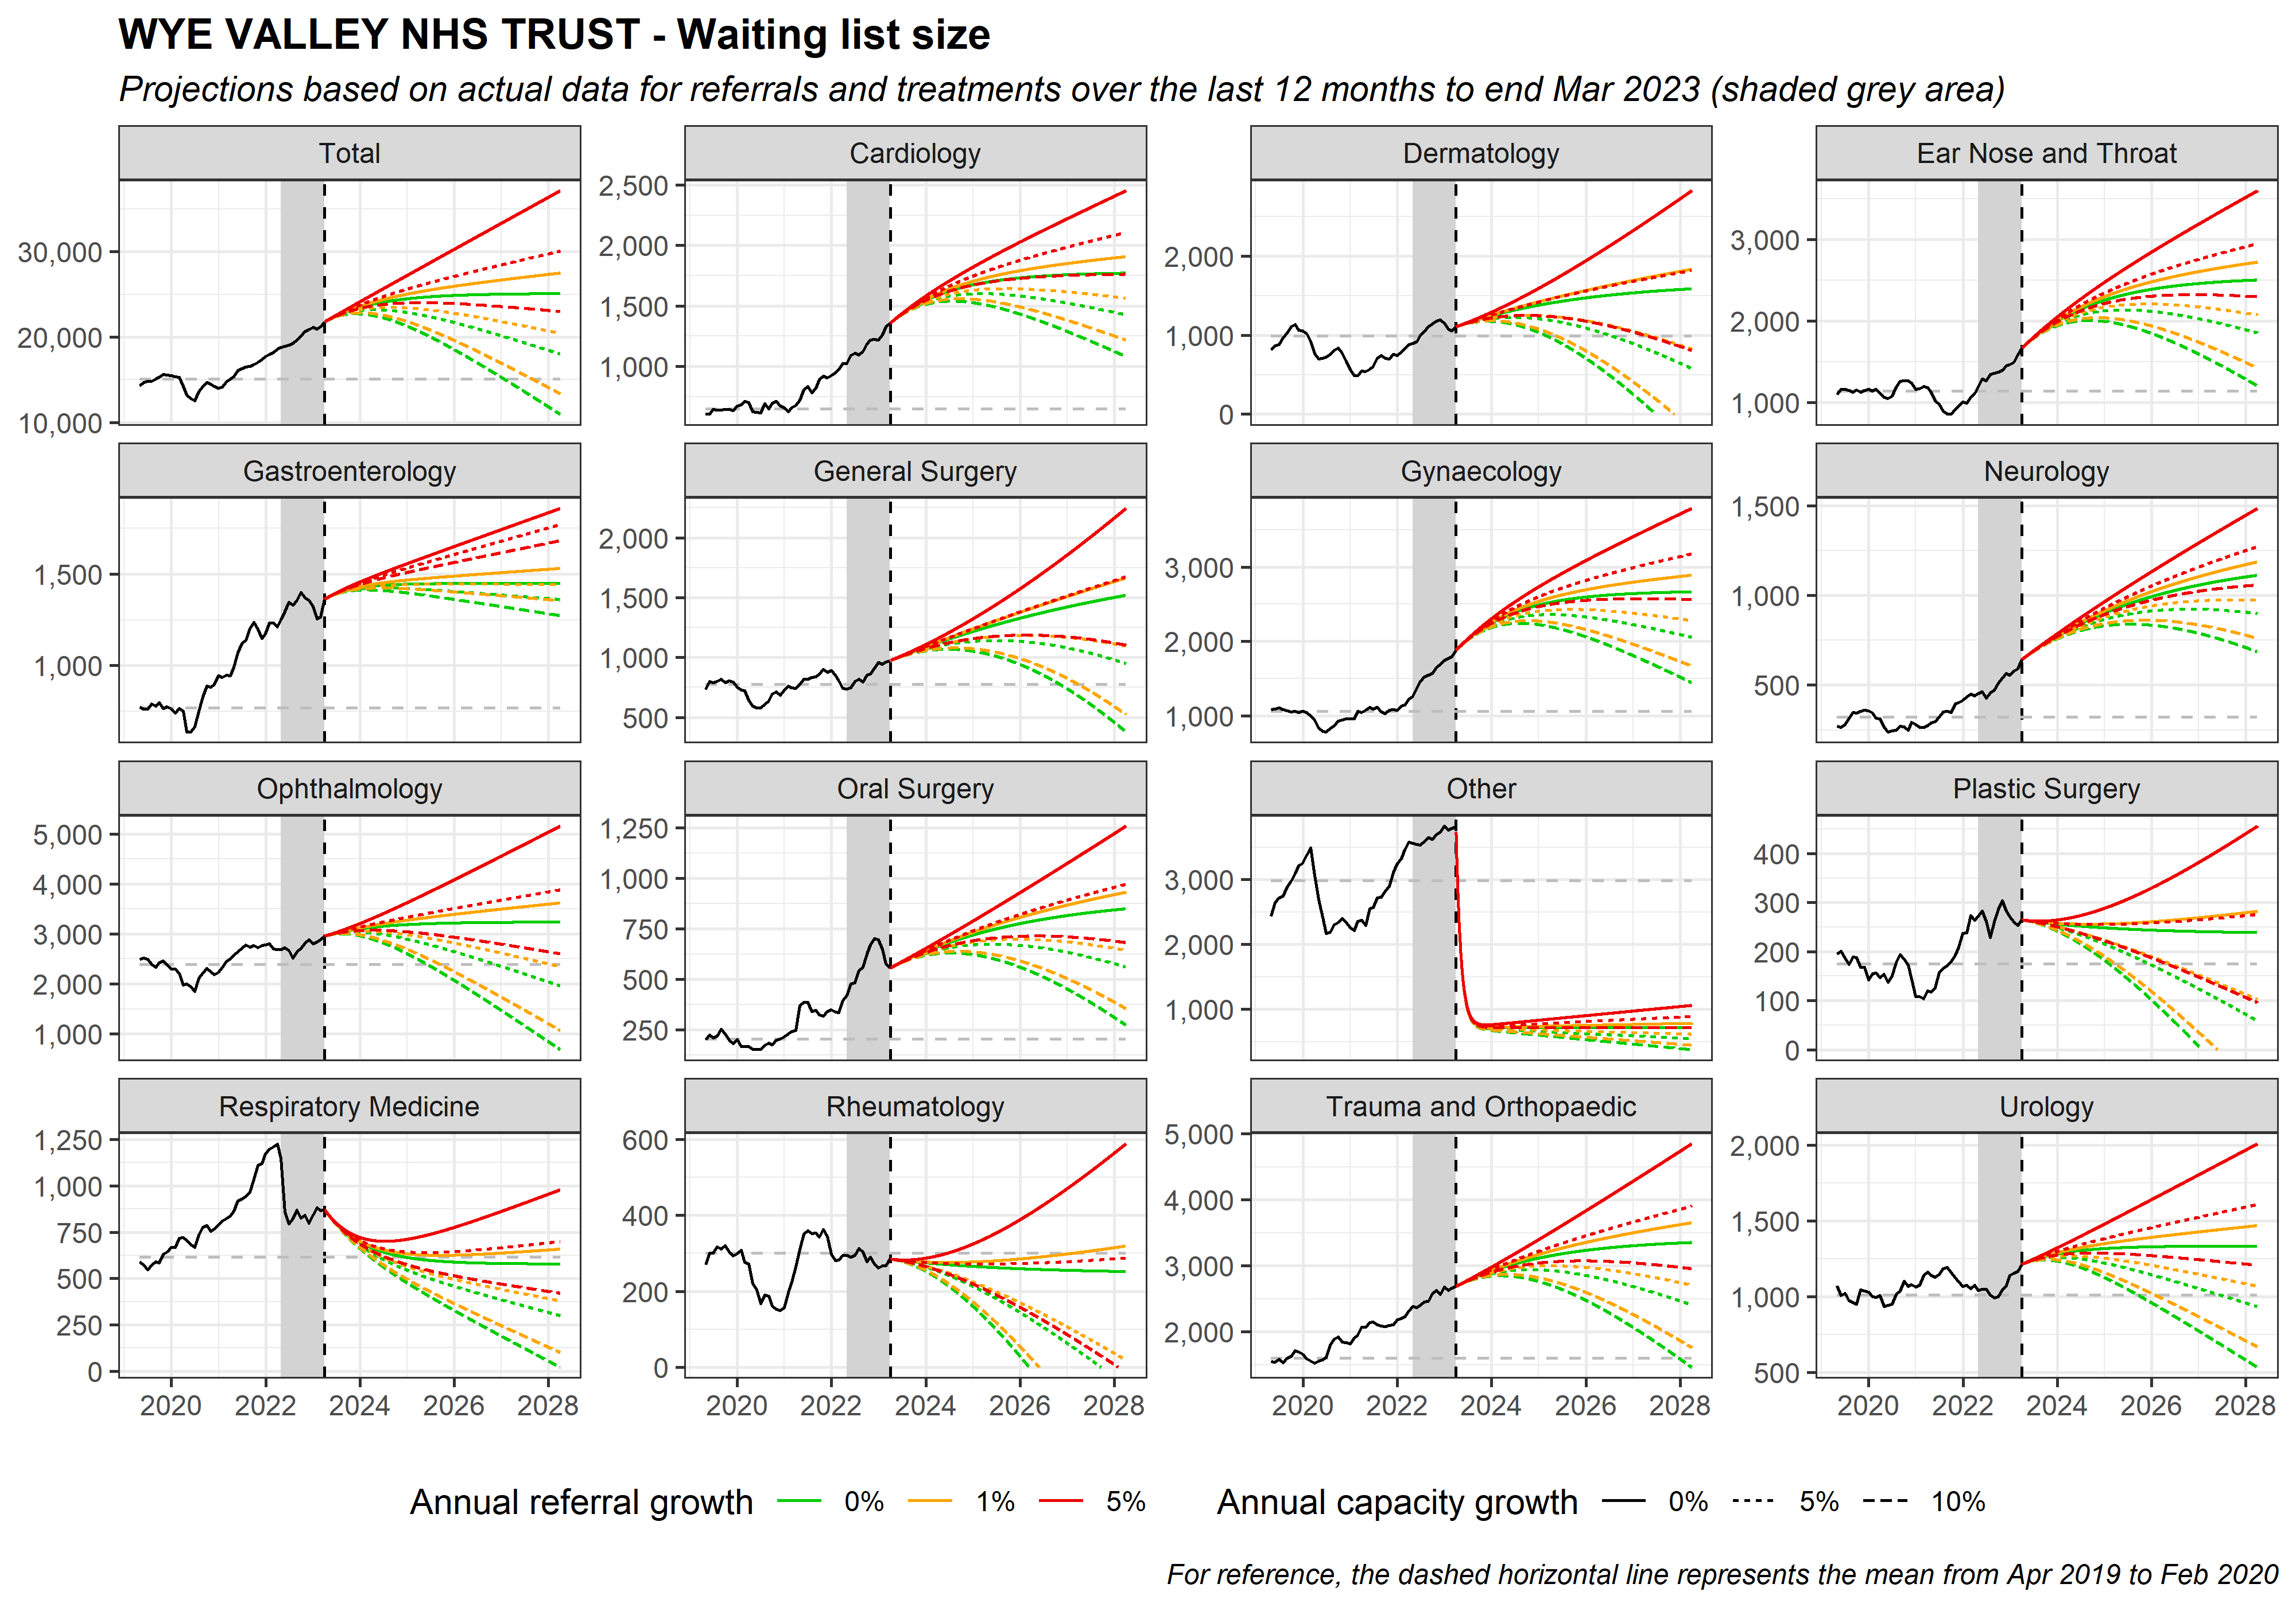 WYE VALLEY NHS TRUST - Waiting list size
Projections based on actual data for referrals and treatments over the last 12 months to end Mar 2023 (shaded grey area)
Total
Cardiology
Dermatology
Ear Nose and Throat
30,000
20,000
10,000
2,500
2,000
1,500
1,000
2,000
1,000
0
3,000
2,000
1,000
Gastroenterology
General Surgery
Gynaecology
Neurology
1,500
1,000
2,000
1,500
1,000
500
3,000
2,000
1,000
1,500
1,000
500
Ophthalmology
Oral Surgery
Other
Plastic Surgery
5,000
4,000
3,000
2,000
1,000
1,250
1,000
750
500
250
3,000
2,000
1,000
400
300
200
100
0
Respiratory Medicine
Rheumatology
Trauma and Orthopaedic
Urology
1,250
1,000
750
500
250
0
600
400
200
0
5,000
4,000
3,000
2,000
2,000
1,500
1,000
500
2020 2022 2024 2026 2028
2020 2022 2024 2026 2028
2020 2022 2024 2026 2028
2020 2022 2024 2026 2028
Annual referral growth 0% 1% 5%
Annual capacity growth 0% 5% 10%
For reference, the dashed horizontal line represents the mean from Apr 2019 to Feb 2020